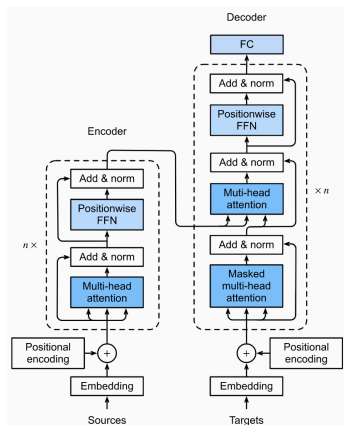 Decoder
FC
Add & norm
Positionwise
FFN
Add & norm
Muti-head
attention
× n
Add & norm
Masked
multi-head
attention
Positional
encoding
+
Embedding
Targets
Encoder
Add & norm
Positionwise
FFN
n ×
Add & norm
Multi-head
attention
Positional
encoding
+
Embedding
Sources